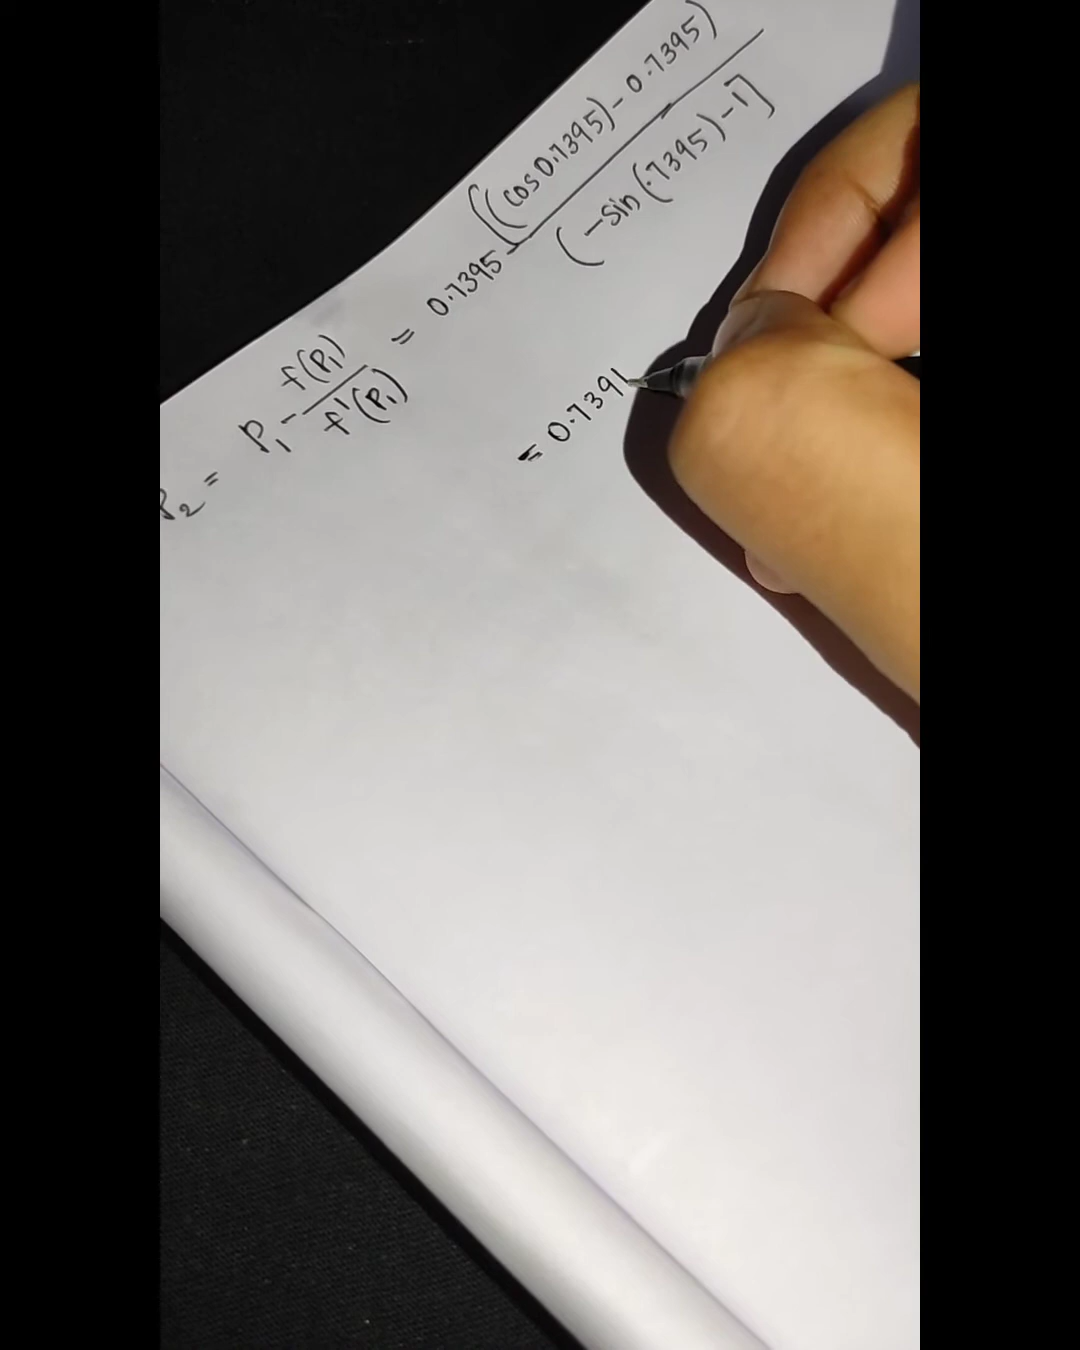 P₂ = P₁ - f(P₁) / f'(P₁) = 0.7395 - [((cos 0.7395) - 0.7395) / (-sin (.7395) - 1]
= 0.7391